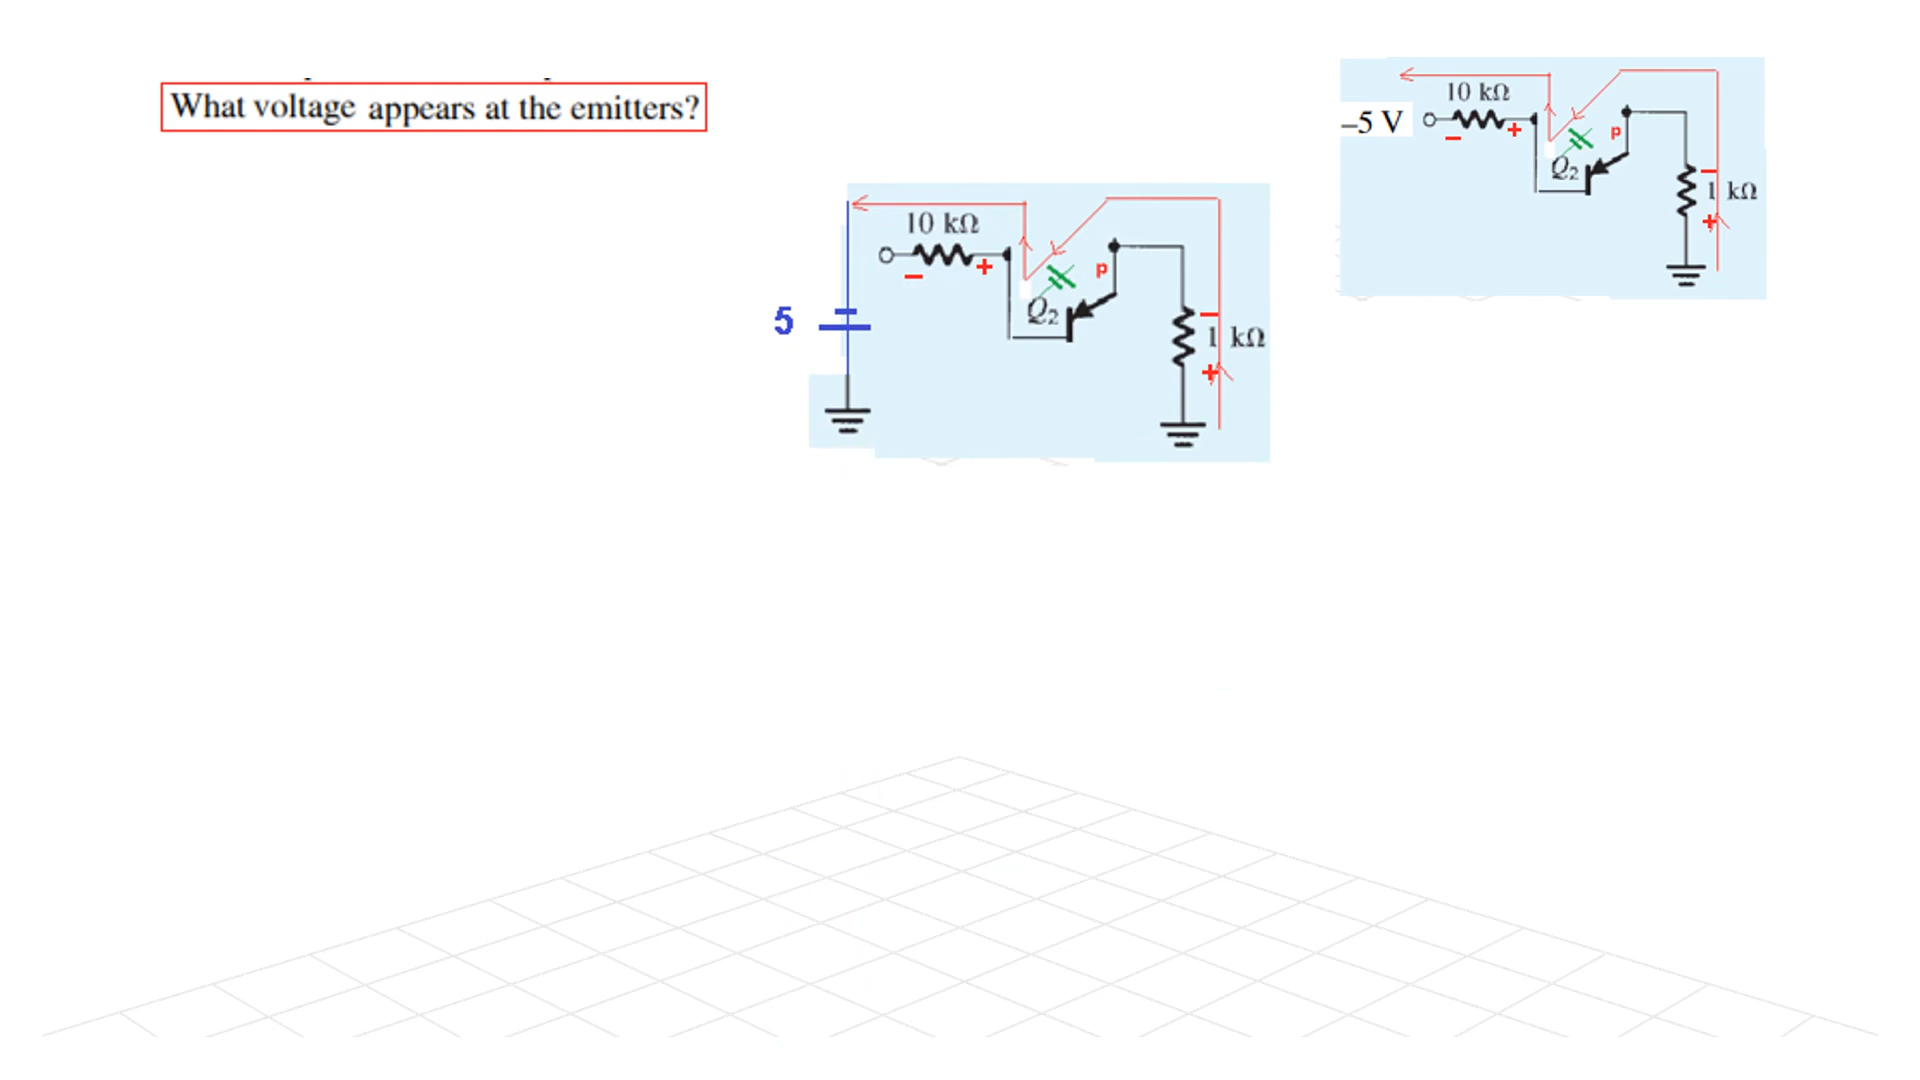 What voltage appears at the emitters?
10 kΩ
–5 V
– + p
Q2
–
1 kΩ
+
10 kΩ
– + p
Q2
–
5
1 kΩ
+